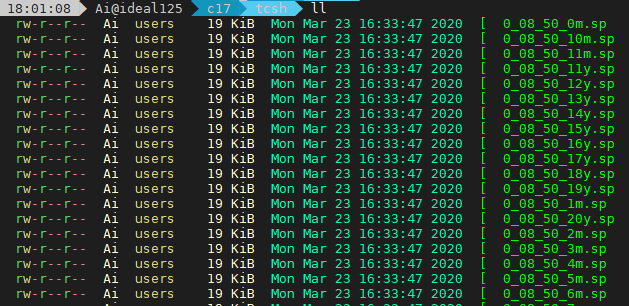 18:01:08 Ai@ideal125 c17 tcsh ll
rw-r--r-- Ai users 19 KiB Mon Mar 23 16:33:47 2020 [ 0_08_50_0m.sp
rw-r--r-- Ai users 19 KiB Mon Mar 23 16:33:47 2020 [ 0_08_50_10m.sp
rw-r--r-- Ai users 19 KiB Mon Mar 23 16:33:47 2020 [ 0_08_50_11m.sp
rw-r--r-- Ai users 19 KiB Mon Mar 23 16:33:47 2020 [ 0_08_50_11y.sp
rw-r--r-- Ai users 19 KiB Mon Mar 23 16:33:47 2020 [ 0_08_50_12y.sp
rw-r--r-- Ai users 19 KiB Mon Mar 23 16:33:47 2020 [ 0_08_50_13y.sp
rw-r--r-- Ai users 19 KiB Mon Mar 23 16:33:47 2020 [ 0_08_50_14y.sp
rw-r--r-- Ai users 19 KiB Mon Mar 23 16:33:47 2020 [ 0_08_50_15y.sp
rw-r--r-- Ai users 19 KiB Mon Mar 23 16:33:47 2020 [ 0_08_50_16y.sp
rw-r--r-- Ai users 19 KiB Mon Mar 23 16:33:47 2020 [ 0_08_50_17y.sp
rw-r--r-- Ai users 19 KiB Mon Mar 23 16:33:47 2020 [ 0_08_50_18y.sp
rw-r--r-- Ai users 19 KiB Mon Mar 23 16:33:47 2020 [ 0_08_50_19y.sp
rw-r--r-- Ai users 19 KiB Mon Mar 23 16:33:47 2020 [ 0_08_50_1m.sp
rw-r--r-- Ai users 19 KiB Mon Mar 23 16:33:47 2020 [ 0_08_50_20y.sp
rw-r--r-- Ai users 19 KiB Mon Mar 23 16:33:47 2020 [ 0_08_50_2m.sp
rw-r--r-- Ai users 19 KiB Mon Mar 23 16:33:47 2020 [ 0_08_50_3m.sp
rw-r--r-- Ai users 19 KiB Mon Mar 23 16:33:47 2020 [ 0_08_50_4m.sp
rw-r--r-- Ai users 19 KiB Mon Mar 23 16:33:47 2020 [ 0_08_50_5m.sp
rw-r--r-- Ai users 19 KiB Mon Mar 23 16:33:47 2020 [ 0_08_50_6m.sp